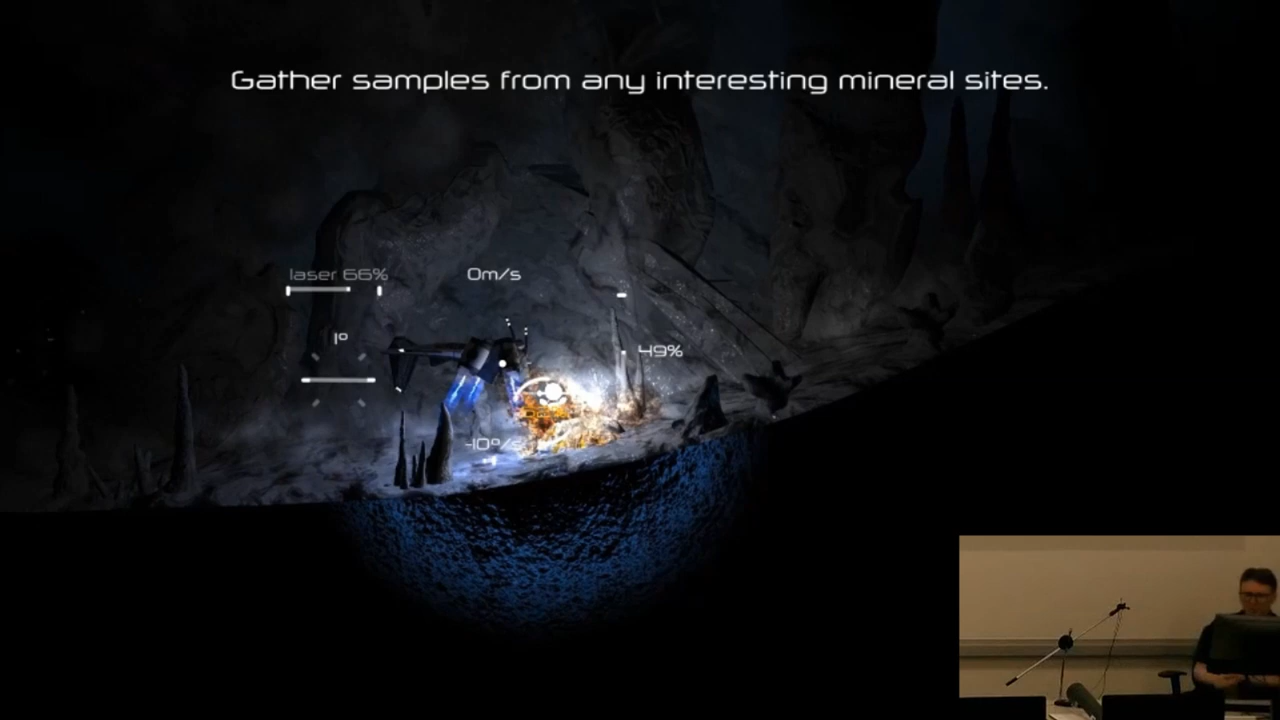 Gather samples from any interesting mineral sites.
laser 66%
0m/s
1°
49%
-10°/s